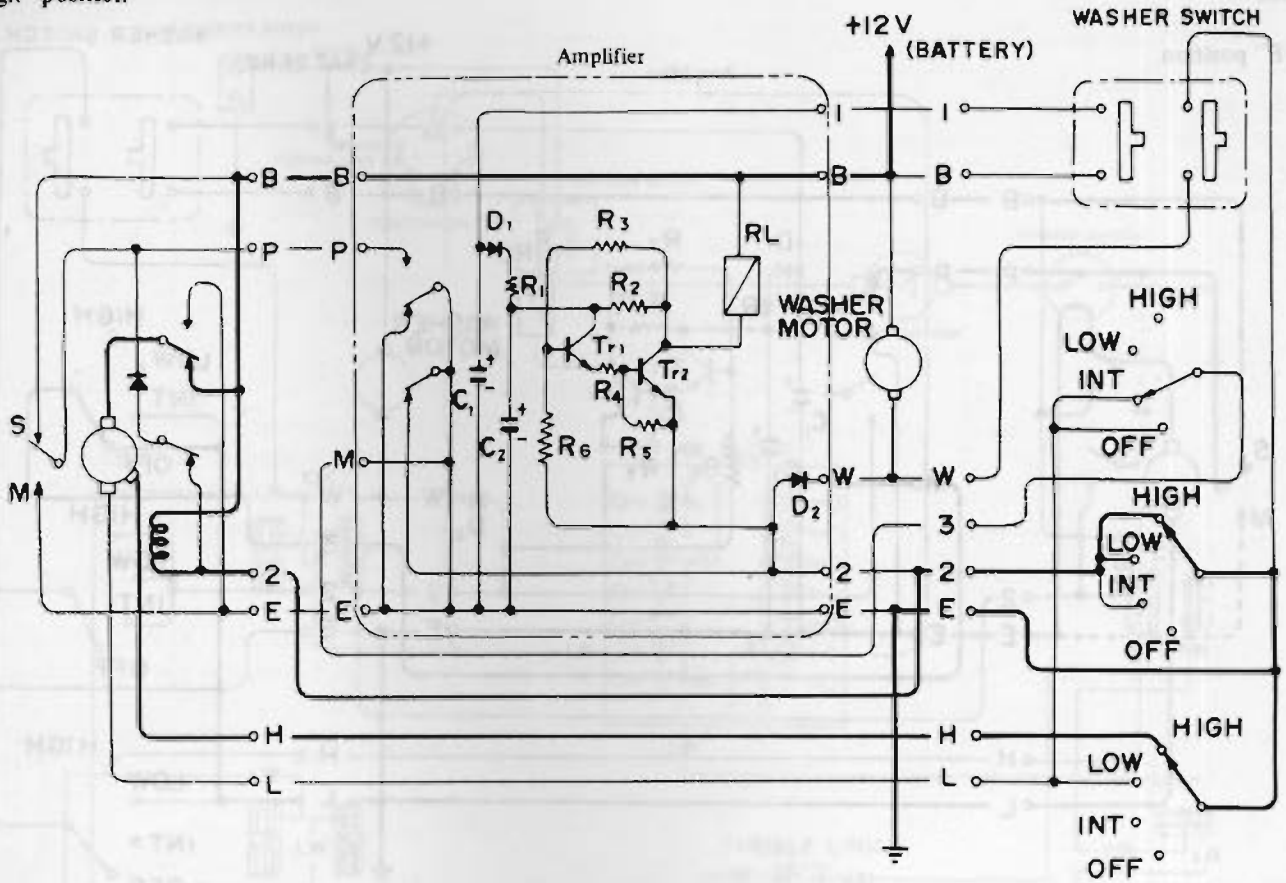 position
+12V
(BATTERY)
WASHER SWITCH
Amplifier
I I
B B B B
P P
D1
R3
RL
R1
R2
WASHER
MOTOR
Tr1
Tr2
R4
C1
C2
R6
R5
D2
HIGH
LOW
INT
OFF
S
M
M
W W
3
HIGH
LOW
INT
OFF
2 2 2
E E E E
H H
L L
HIGH
LOW
INT
OFF
+
-
+
-